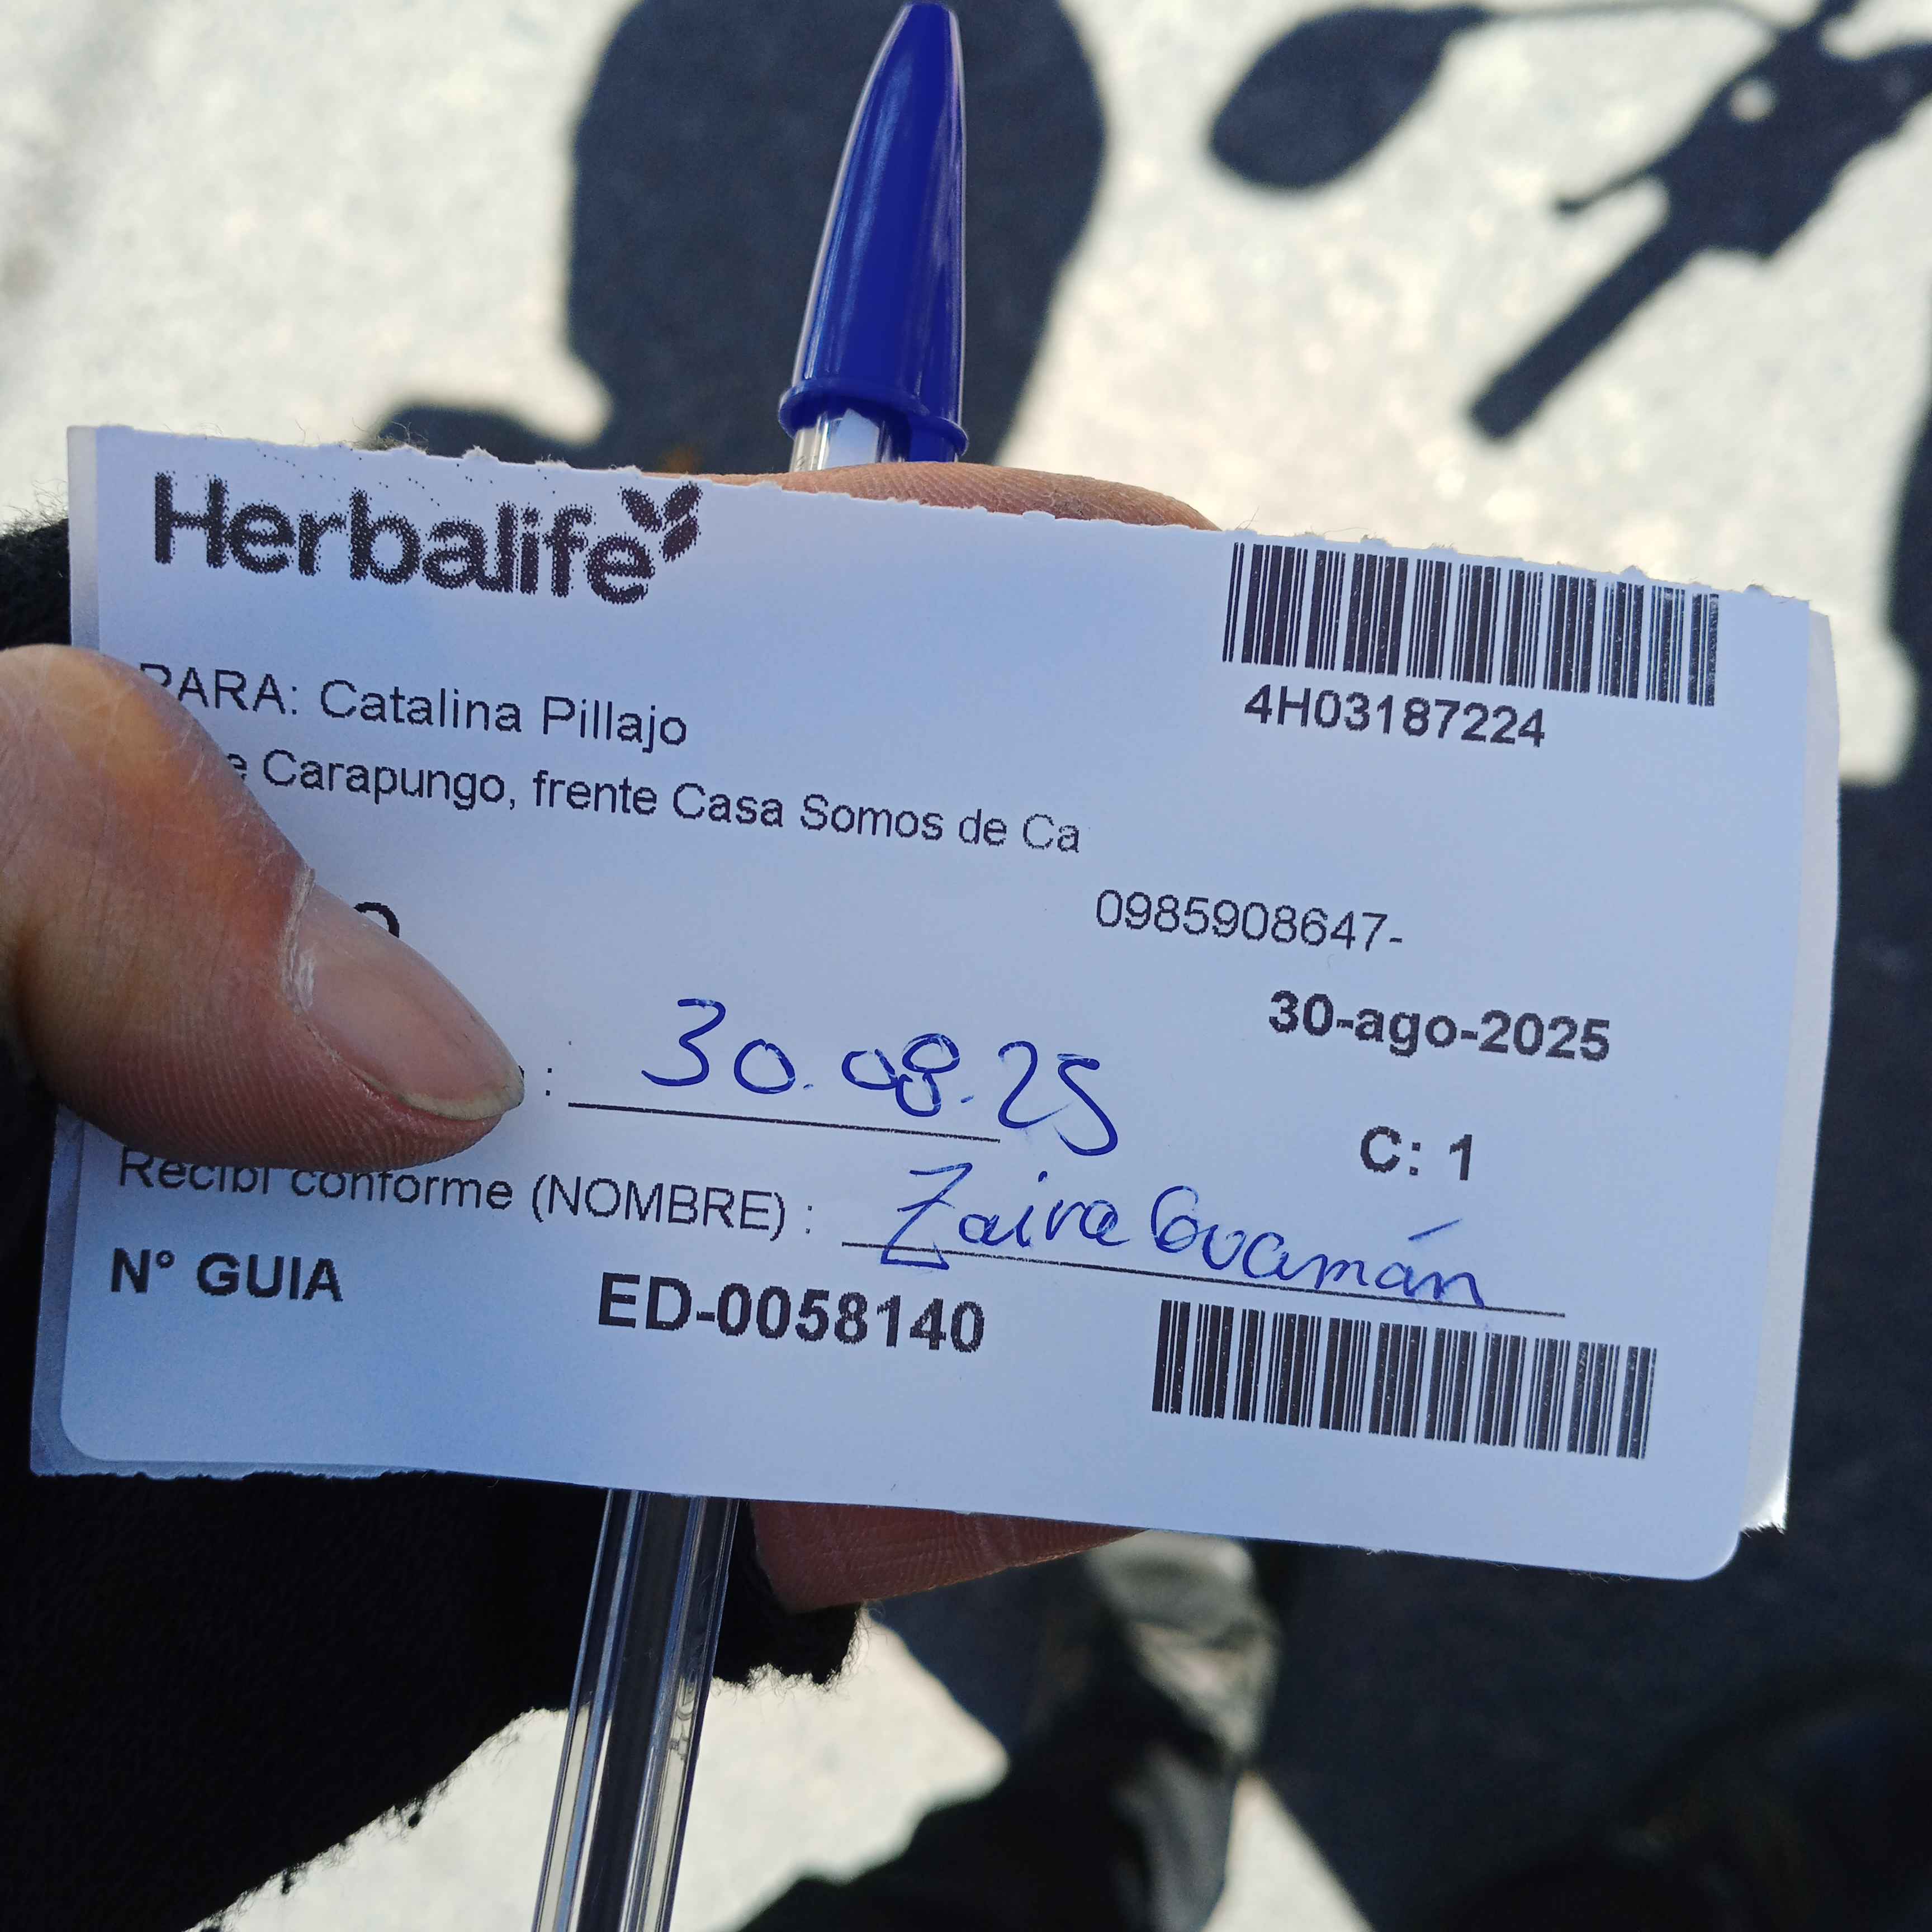 Herbalife
4H03187224
PARA: Catalina Pillajo
Carapungo, frente Casa Somos de Ca
0985908647-
30-ago-2025
: 30.08.25
C: 1
Recibi conforme (NOMBRE) : Zaira Guamán
N° GUIA ED-0058140